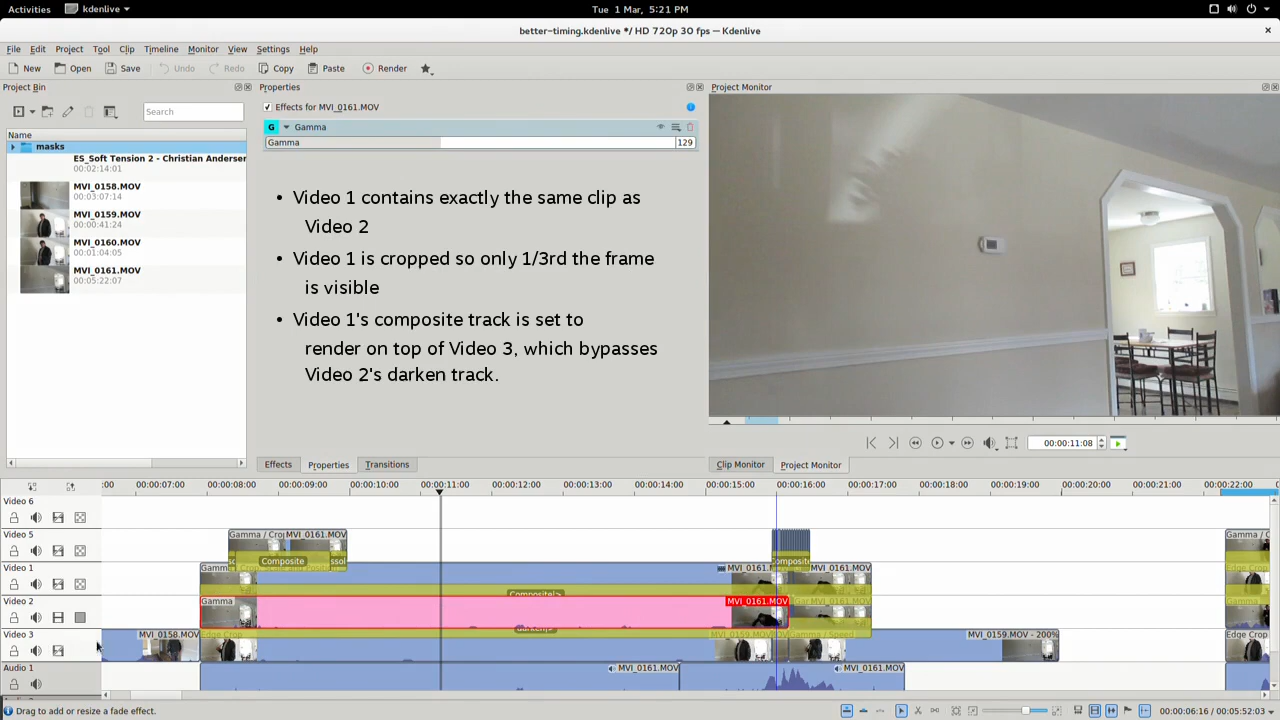 Activities kdenlive Tue 1 Mar, 5:21 PM
better-timing.kdenlive */ HD 720p 30 fps — Kdenlive
File Edit Project Tool Clip Timeline Monitor View Settings Help
New Open Save Undo Redo Copy Paste Render
Project Bin
Search
Name
masks
ES_Soft Tension 2 - Christian Andersen
00:02:14:01
MVI_0158.MOV
00:03:07:14
MVI_0159.MOV
00:00:41:24
MVI_0160.MOV
00:01:04:05
MVI_0161.MOV
00:05:22:07
Properties
Effects for MVI_0161.MOV
G Gamma
Gamma 129
• Video 1 contains exactly the same clip as
Video 2
• Video 1 is cropped so only 1/3rd the frame
is visible
• Video 1's composite track is set to
render on top of Video 3, which bypasses
Video 2's darken track.
Effects Properties Transitions
Project Monitor
00:00:11:08
Clip Monitor Project Monitor
:00 00:00:07:00 00:00:08:00 00:00:09:00 00:00:10:00 00:00:11:00 00:00:12:00 00:00:13:00 00:00:14:00 00:00:15:00 00:00:16:00 00:00:17:00 00:00:18:00 00:00:19:00 00:00:20:00 00:00:21:00 00:00:22:00
Video 6
Video 5
Gamma / Crop MVI_0161.MOV Gamma / C
Composite Composite
Video 1
MVI_0161.MOV MVI_0161.MOV
Composite|>
Video 2
Gamma MVI_0161.MOV MVI_0161.MOV
darken|>
Video 3
MVI_0158.MOV Edge Crop MVI_0159.MOV Gamma / Speed MVI_0159.MOV - 200% Edge Crop
Audio 1
MVI_0161.MOV MVI_0161.MOV
Drag to add or resize a fade effect. 00:00:06:16 / 00:05:52:03